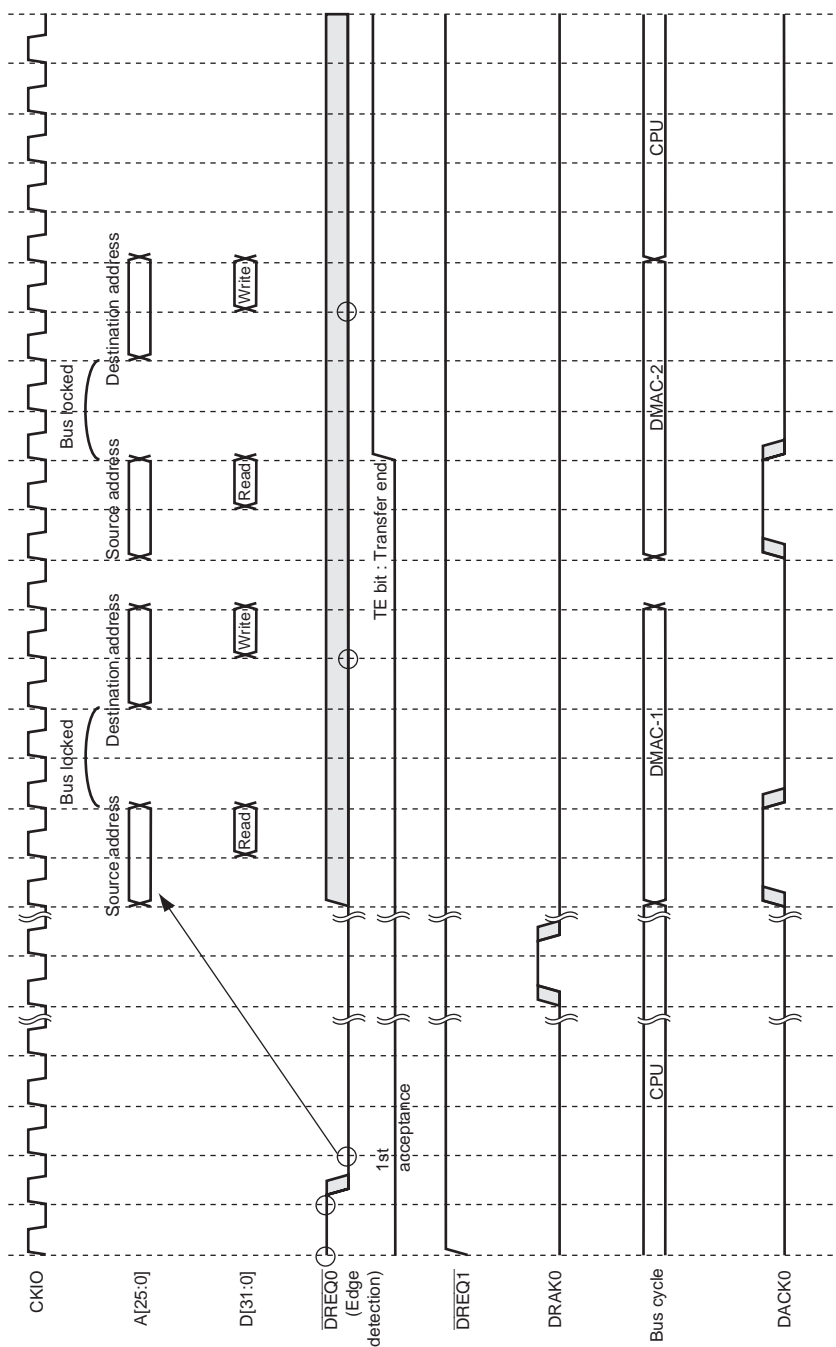 CKIO
Bus locked
Bus locked
Source address
Destination address
Source address
Destination address
A[25:0]
D[31:0]
Read
Write
Read
Write
DREQ0
(Edge
detection)
1st
acceptance
TE bit : Transfer end
DREQ1
DRAK0
Bus cycle
CPU
DMAC-1
DMAC-2
CPU
DACK0